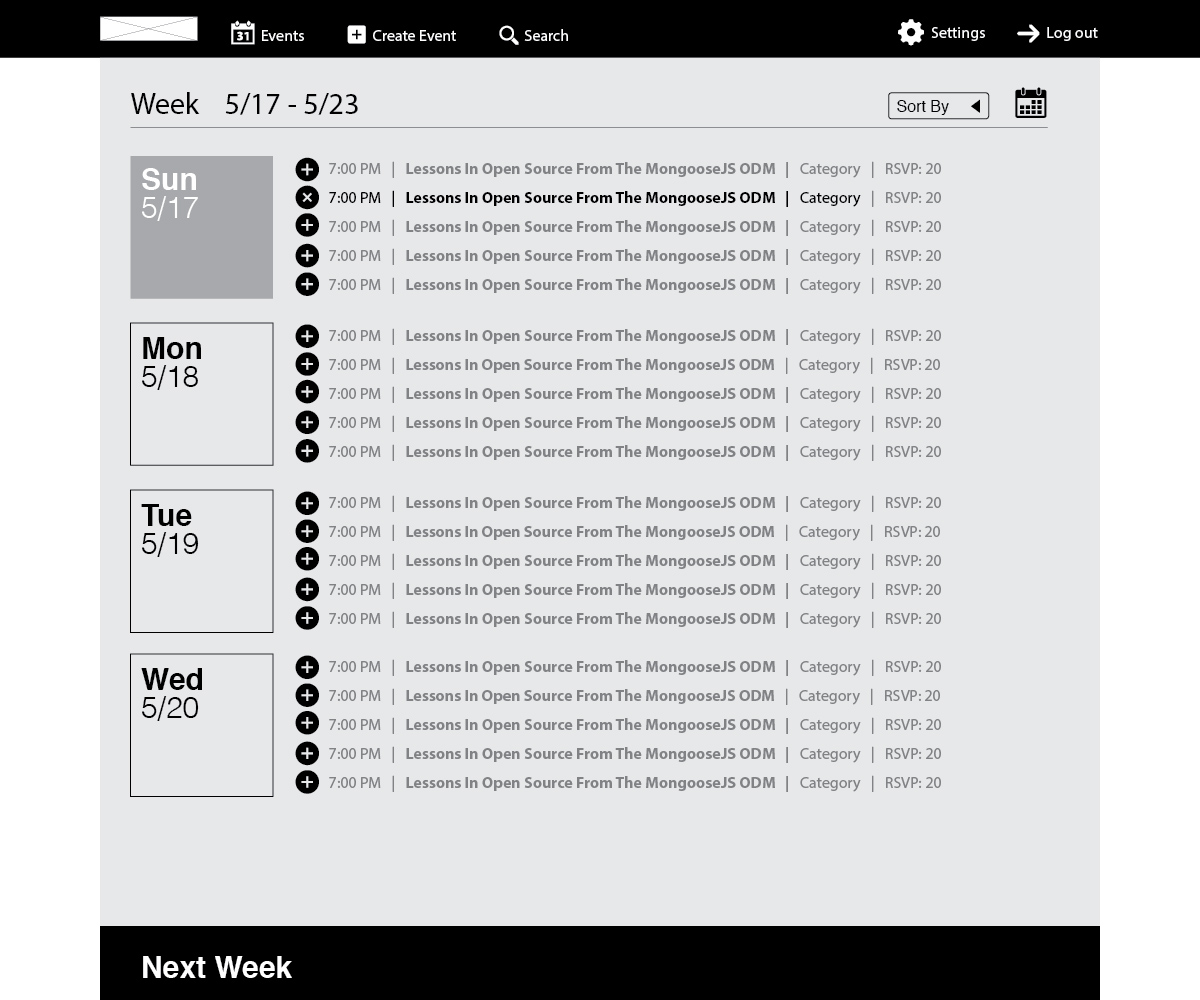 31 Events Create Event Search Settings Log out
Week 5/17 - 5/23 Sort By
Sun
5/17
7:00 PM | Lessons In Open Source From The MongooseJS ODM | Category | RSVP: 20
7:00 PM | Lessons In Open Source From The MongooseJS ODM | Category | RSVP: 20
7:00 PM | Lessons In Open Source From The MongooseJS ODM | Category | RSVP: 20
7:00 PM | Lessons In Open Source From The MongooseJS ODM | Category | RSVP: 20
7:00 PM | Lessons In Open Source From The MongooseJS ODM | Category | RSVP: 20
Mon
5/18
7:00 PM | Lessons In Open Source From The MongooseJS ODM | Category | RSVP: 20
7:00 PM | Lessons In Open Source From The MongooseJS ODM | Category | RSVP: 20
7:00 PM | Lessons In Open Source From The MongooseJS ODM | Category | RSVP: 20
7:00 PM | Lessons In Open Source From The MongooseJS ODM | Category | RSVP: 20
7:00 PM | Lessons In Open Source From The MongooseJS ODM | Category | RSVP: 20
Tue
5/19
7:00 PM | Lessons In Open Source From The MongooseJS ODM | Category | RSVP: 20
7:00 PM | Lessons In Open Source From The MongooseJS ODM | Category | RSVP: 20
7:00 PM | Lessons In Open Source From The MongooseJS ODM | Category | RSVP: 20
7:00 PM | Lessons In Open Source From The MongooseJS ODM | Category | RSVP: 20
7:00 PM | Lessons In Open Source From The MongooseJS ODM | Category | RSVP: 20
Wed
5/20
7:00 PM | Lessons In Open Source From The MongooseJS ODM | Category | RSVP: 20
7:00 PM | Lessons In Open Source From The MongooseJS ODM | Category | RSVP: 20
7:00 PM | Lessons In Open Source From The MongooseJS ODM | Category | RSVP: 20
7:00 PM | Lessons In Open Source From The MongooseJS ODM | Category | RSVP: 20
7:00 PM | Lessons In Open Source From The MongooseJS ODM | Category | RSVP: 20
Next Week